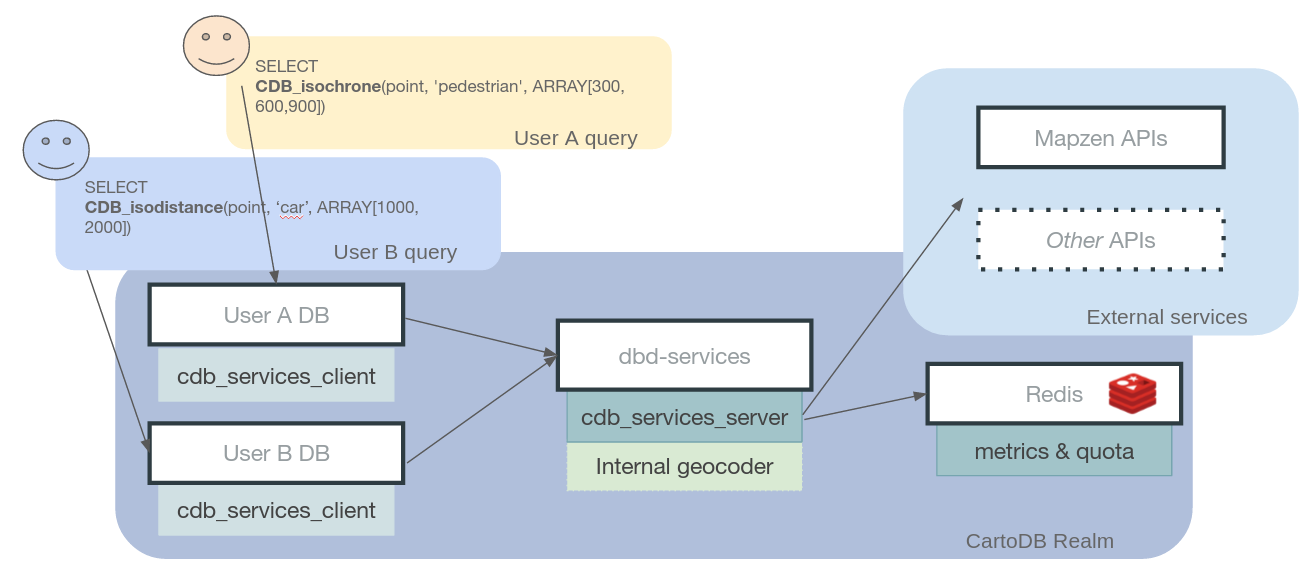 SELECT
CDB_isochrone(point, 'pedestrian', ARRAY[300,
600,900])
User A query
SELECT
CDB_isodistance(point, ‘car’, ARRAY[1000,
2000])
User B query
User A DB
cdb_services_client
User B DB
cdb_services_client
dbd-services
cdb_services_server
Internal geocoder
Mapzen APIs
Other APIs
External services
Redis
metrics & quota
CartoDB Realm